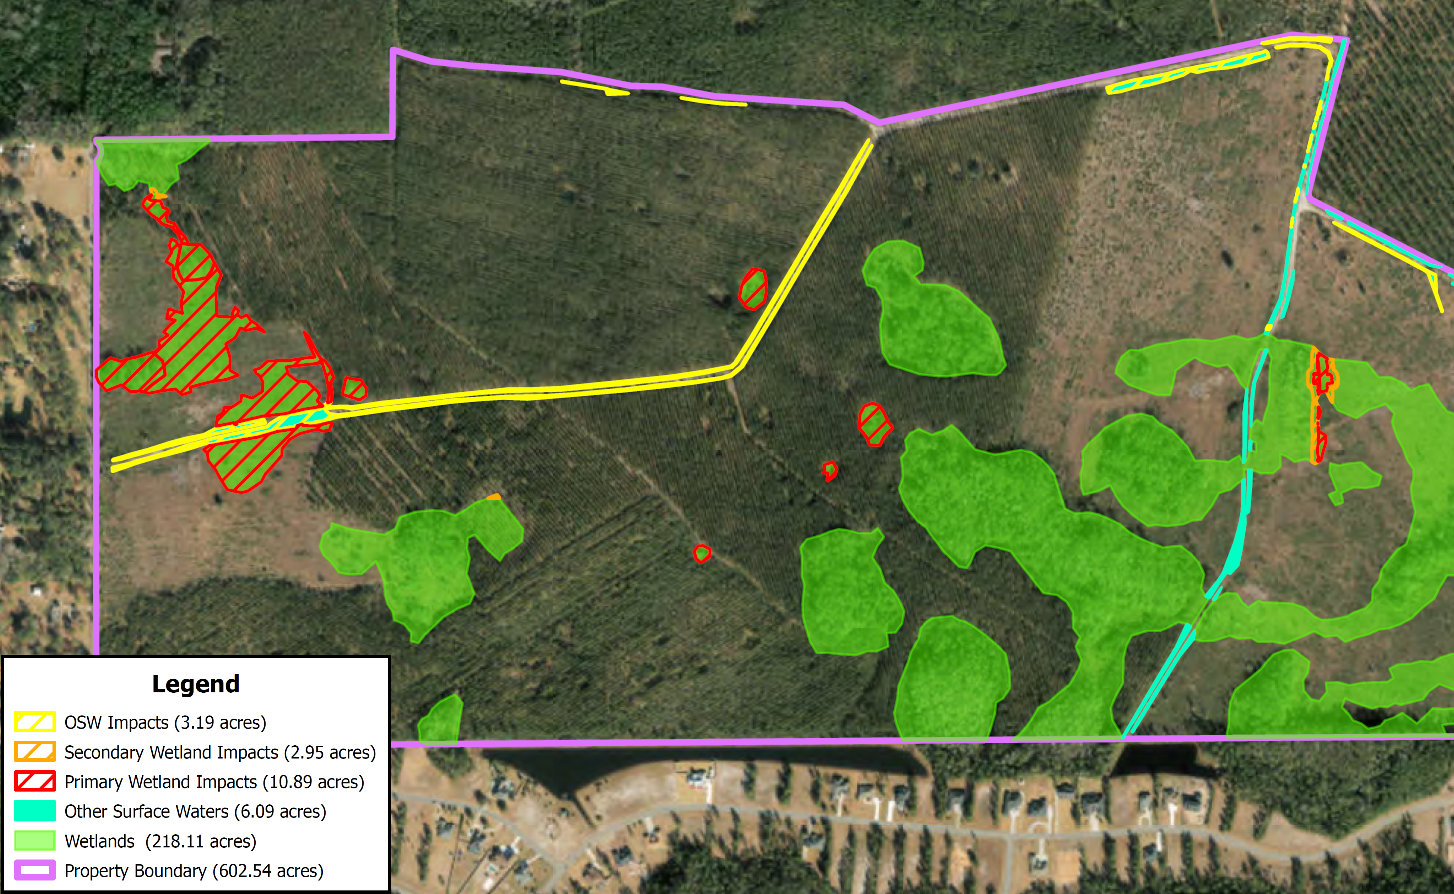 Legend
OSW Impacts (3.19 acres)
Secondary Wetland Impacts (2.95 acres)
Primary Wetland Impacts (10.89 acres)
Other Surface Waters (6.09 acres)
Wetlands (218.11 acres)
Property Boundary (602.54 acres)